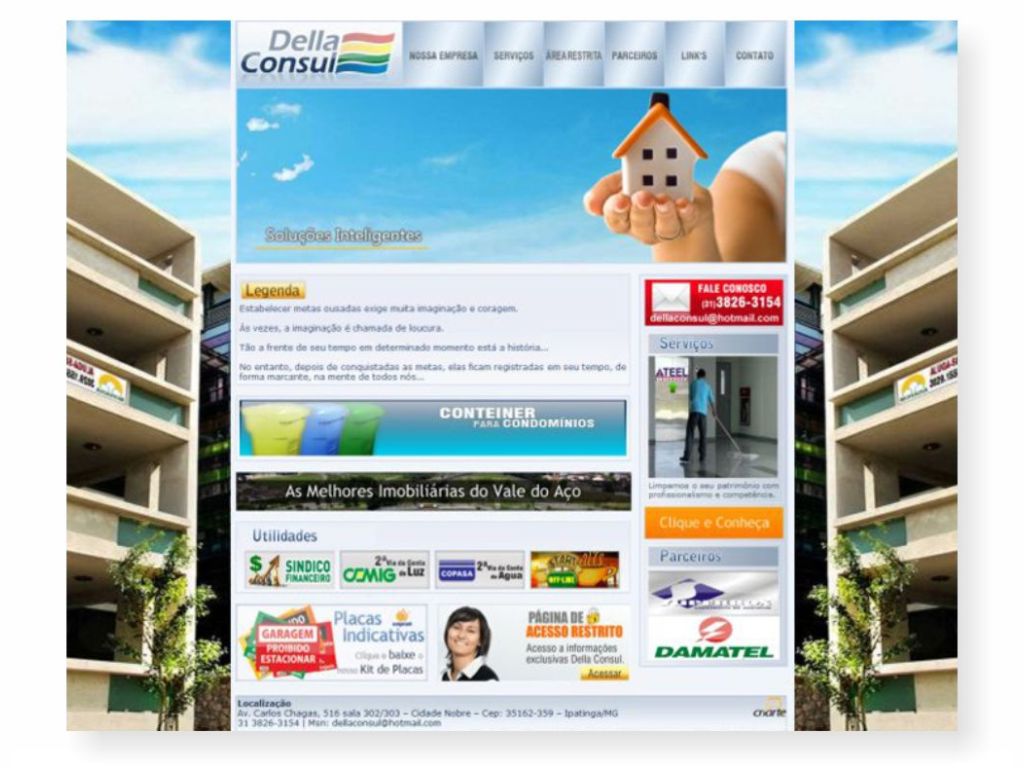 Della
Consul
NOSSA EMPRESA
SERVIÇOS
ÁREA RESTRITA
PARCEIROS
LINK'S
CONTATO
Soluções Inteligentes
Legenda
Estabelecer metas ousadas exige muita imaginação e coragem.
Às vezes, a imaginação é chamada de loucura.
Tão a frente de seu tempo em determinado momento está a história...
No entanto, depois de conquistadas as metas, elas ficam registradas em seu tempo, de
forma marcante, na mente de todos nós...
CONTEINER
PARA CONDOMÍNIOS
As Melhores Imobiliárias do Vale do Aço
Utilidades
$ SINDICO
FINANCEIRO
2ª Via da Conta
CEMIG de Luz
COPASA
2ª Via da Conta
de Água
START
OFF-LINE
GARAGEM
PROIBIDO
ESTACIONAR
Placas
Indicativas
Clique e baixe o
nosso Kit de Placas
PÁGINA DE
ACESSO RESTRITO
Acesso a informações
exclusivas Della Consul.
Acessar
FALE CONOSCO
(31)3826-3154
dellaconsul@hotmail.com
Serviços
ATEEL
Limpamos o seu patrimônio com
profissionalismo e competência.
Clique e Conheça
Parceiros
DAMATEL
Localização
Av. Carlos Chagas, 516 sala 302/303 – Cidade Nobre – Cep: 35162-359 – Ipatinga/MG
31 3826-3154 | Msn: dellaconsul@hotmail.com
criarte